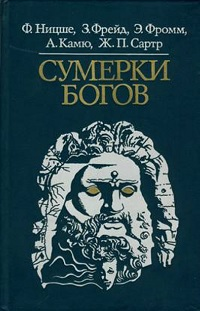 Ф. Ницше, З. Фрейд, Э. Фромм,
А. Камю, Ж. П. Сартр
СУМЕРКИ
БОГОВ